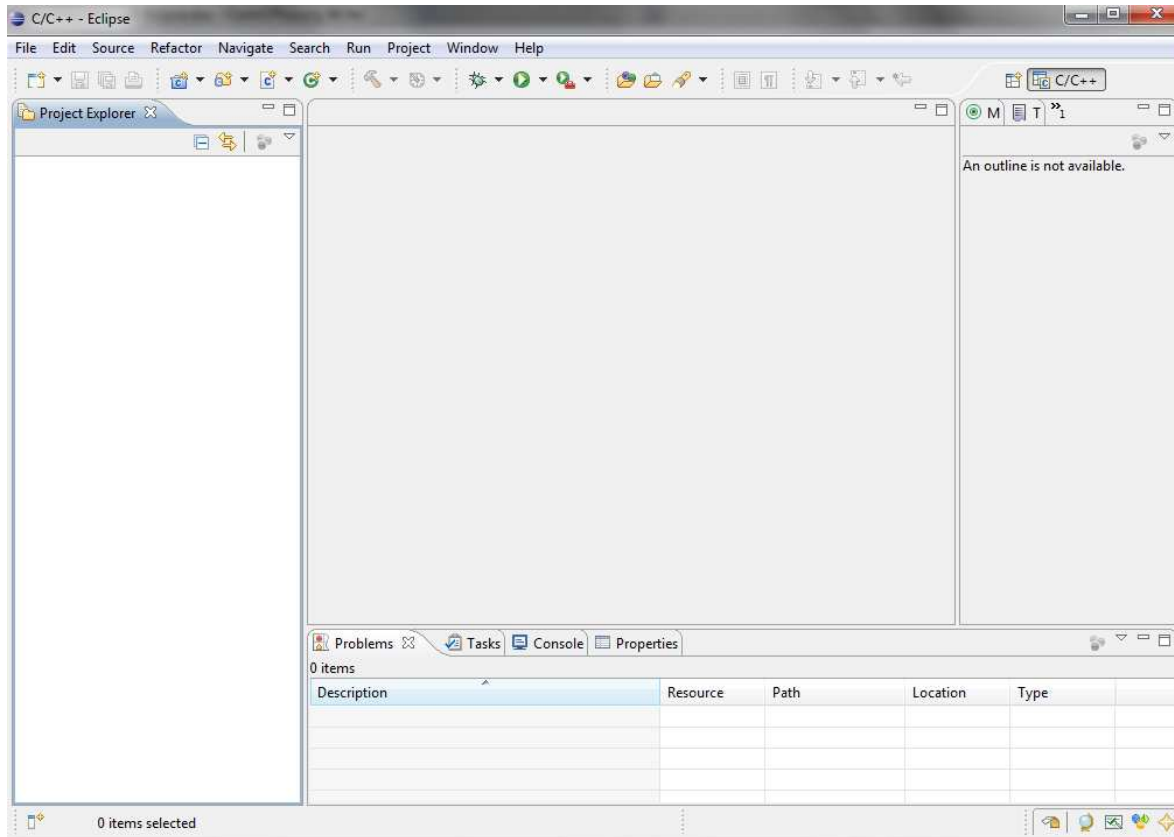 C/C++ - Eclipse
File Edit Source Refactor Navigate Search Run Project Window Help
C/C++
Project Explorer
M T »1
An outline is not available.
Problems Tasks Console Properties
0 items
Description Resource Path Location Type
0 items selected